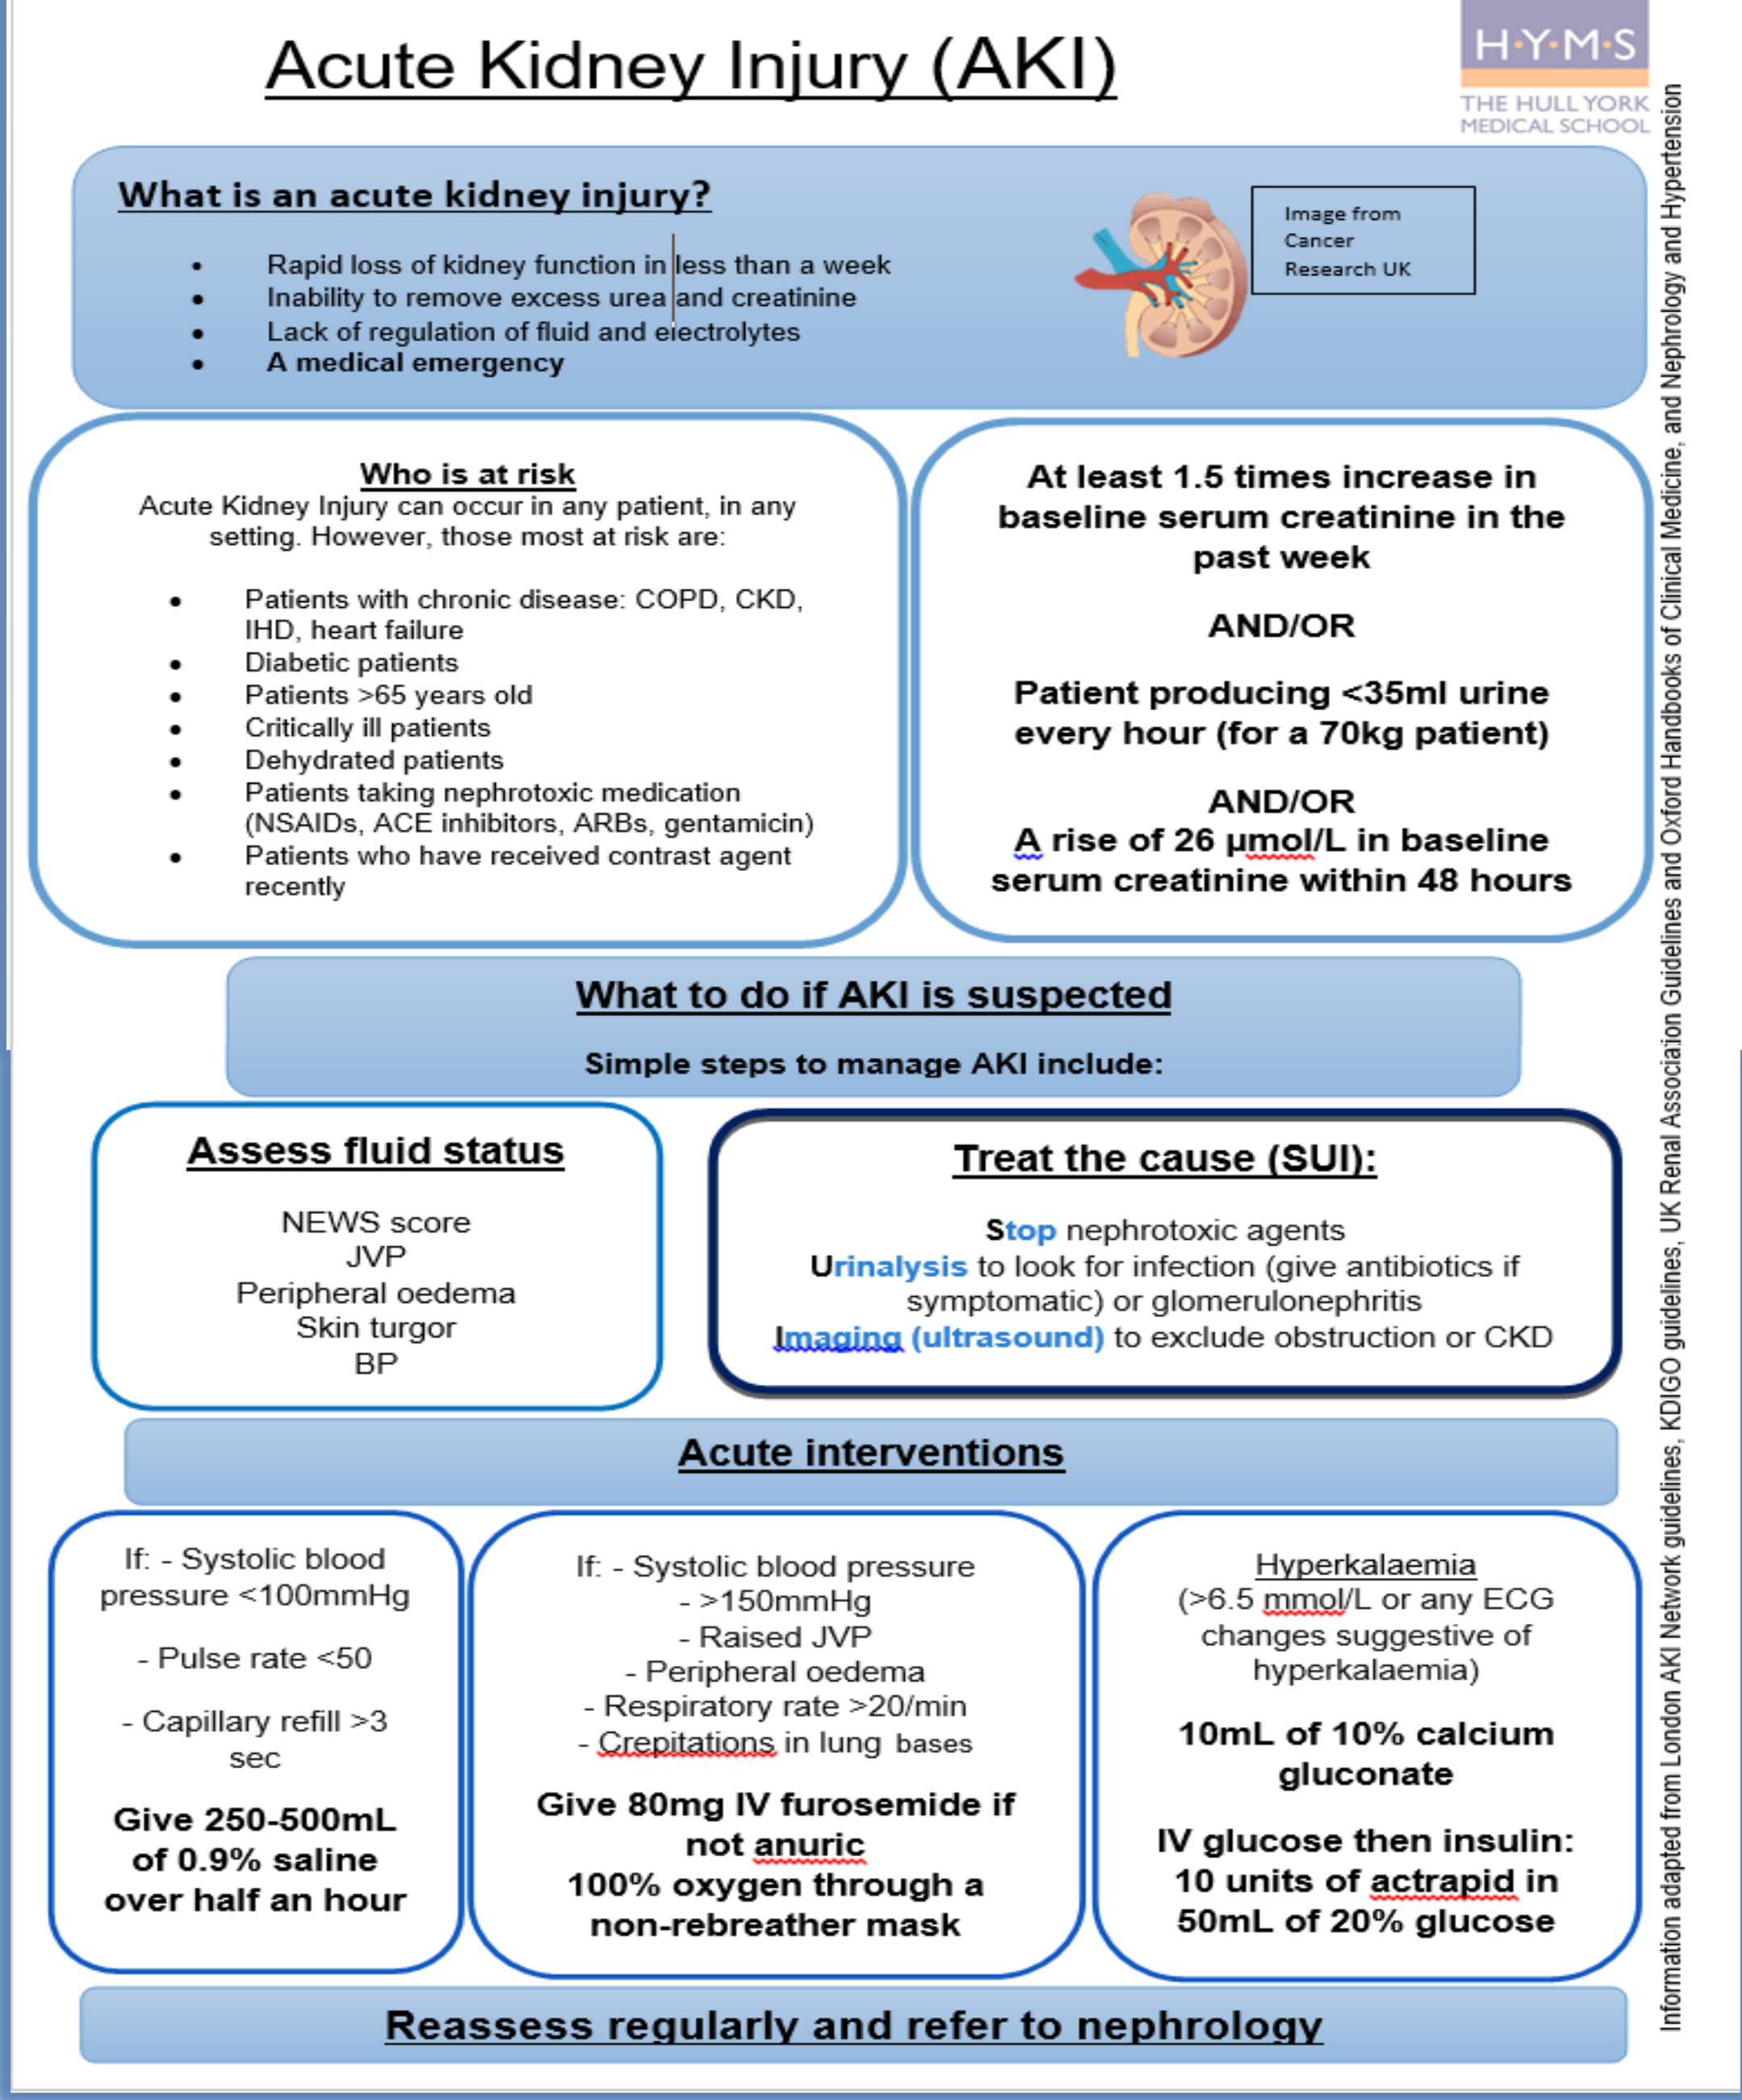 Acute Kidney Injury (AKI)
H·Y·M·S
THE HULL YORK
MEDICAL SCHOOL
What is an acute kidney injury?
• Rapid loss of kidney function in less than a week
• Inability to remove excess urea and creatinine
• Lack of regulation of fluid and electrolytes
• A medical emergency
Image from
Cancer
Research UK
Who is at risk
Acute Kidney Injury can occur in any patient, in any
setting. However, those most at risk are:
• Patients with chronic disease: COPD, CKD,
IHD, heart failure
• Diabetic patients
• Patients >65 years old
• Critically ill patients
• Dehydrated patients
• Patients taking nephrotoxic medication
(NSAIDs, ACE inhibitors, ARBs, gentamicin)
• Patients who have received contrast agent
recently
At least 1.5 times increase in
baseline serum creatinine in the
past week
AND/OR
Patient producing <35ml urine
every hour (for a 70kg patient)
AND/OR
A rise of 26 µmol/L in baseline
serum creatinine within 48 hours
What to do if AKI is suspected
Simple steps to manage AKI include:
Assess fluid status
NEWS score
JVP
Peripheral oedema
Skin turgor
BP
Treat the cause (SUI):
Stop nephrotoxic agents
Urinalysis to look for infection (give antibiotics if
symptomatic) or glomerulonephritis
Imaging (ultrasound) to exclude obstruction or CKD
Acute interventions
If: - Systolic blood
pressure <100mmHg
- Pulse rate <50
- Capillary refill >3
sec
Give 250-500mL
of 0.9% saline
over half an hour
If: - Systolic blood pressure
- >150mmHg
- Raised JVP
- Peripheral oedema
- Respiratory rate >20/min
- Crepitations in lung bases
Give 80mg IV furosemide if
not anuric
100% oxygen through a
non-rebreather mask
Hyperkalaemia
(>6.5 mmol/L or any ECG
changes suggestive of
hyperkalaemia)
10mL of 10% calcium
gluconate
IV glucose then insulin:
10 units of actrapid in
50mL of 20% glucose
Reassess regularly and refer to nephrology
Information adapted from London AKI Network guidelines, KDIGO guidelines, UK Renal Association Guidelines and Oxford Handbooks of Clinical Medicine, and Nephrology and Hypertension